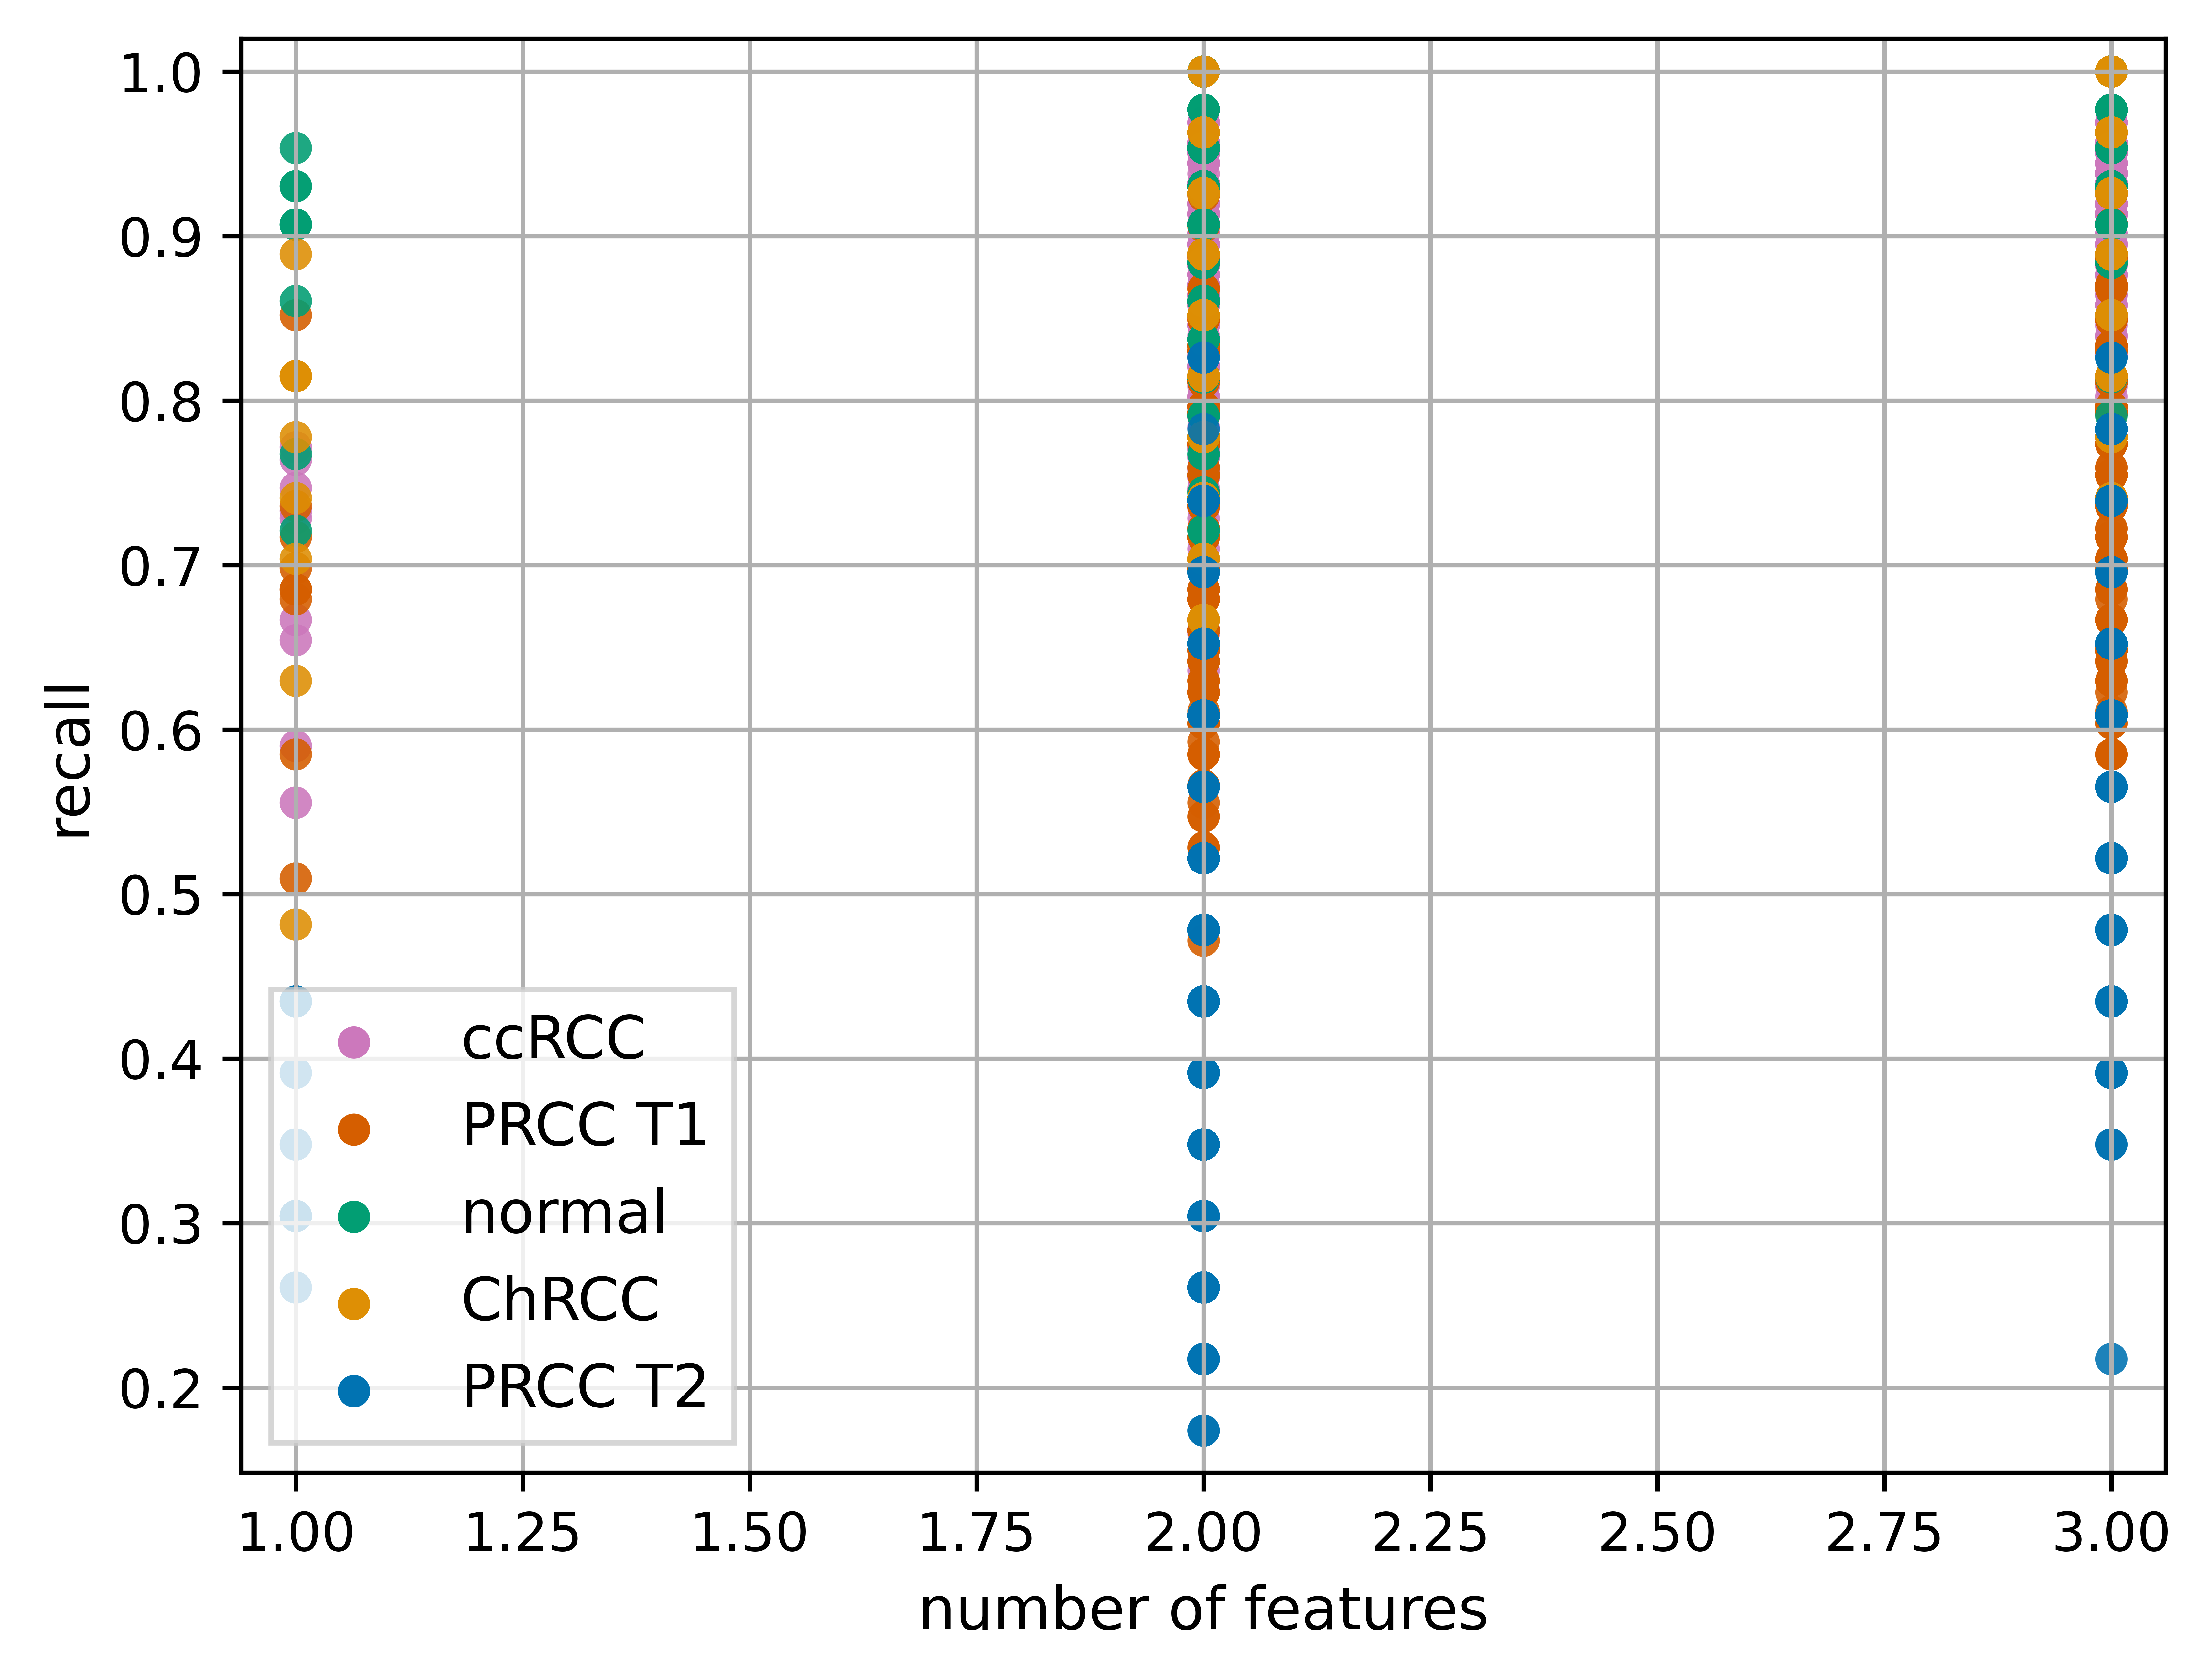 1.0
0.9
0.8
0.7
0.6
0.5
0.4
0.3
0.2
recall
ccRCC
PRCC T1
normal
ChRCC
PRCC T2
1.00 1.25 1.50 1.75 2.00 2.25 2.50 2.75 3.00
number of features